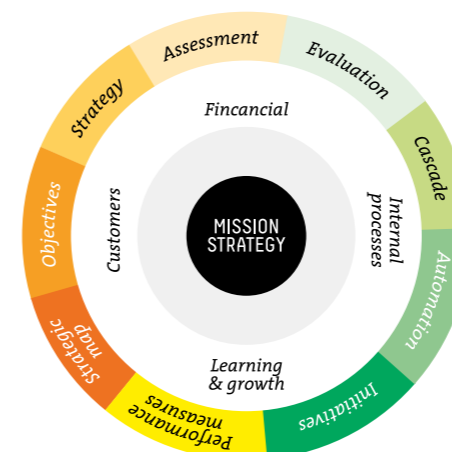 Assessment
Evaluation
Cascade
Automation
Initiatives
Performance
measures
Strategic
map
Objectives
Strategy
Fincancial
Internal
processes
Learning
& growth
Customers
MISSION
STRATEGY